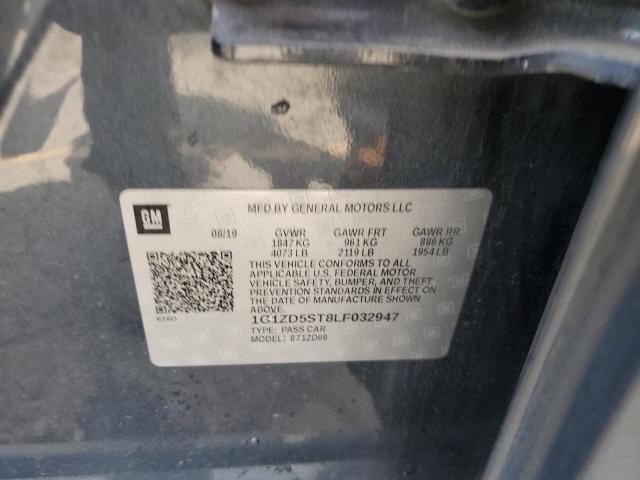 GM
MFD BY GENERAL MOTORS LLC
08/19 GVWR GAWR FRT GAWR RR
1847 KG 961 KG 886 KG
4073 LB 2119 LB 1954 LB
THIS VEHICLE CONFORMS TO ALL
APPLICABLE U.S. FEDERAL MOTOR
VEHICLE SAFETY, BUMPER, AND THEFT
PREVENTION STANDARDS IN EFFECT ON
THE DATE OF MANUFACTURE SHOWN
ABOVE.
1G1ZD5ST8LF032947
TYPE: PASS CAR
MODEL: 871ZD69